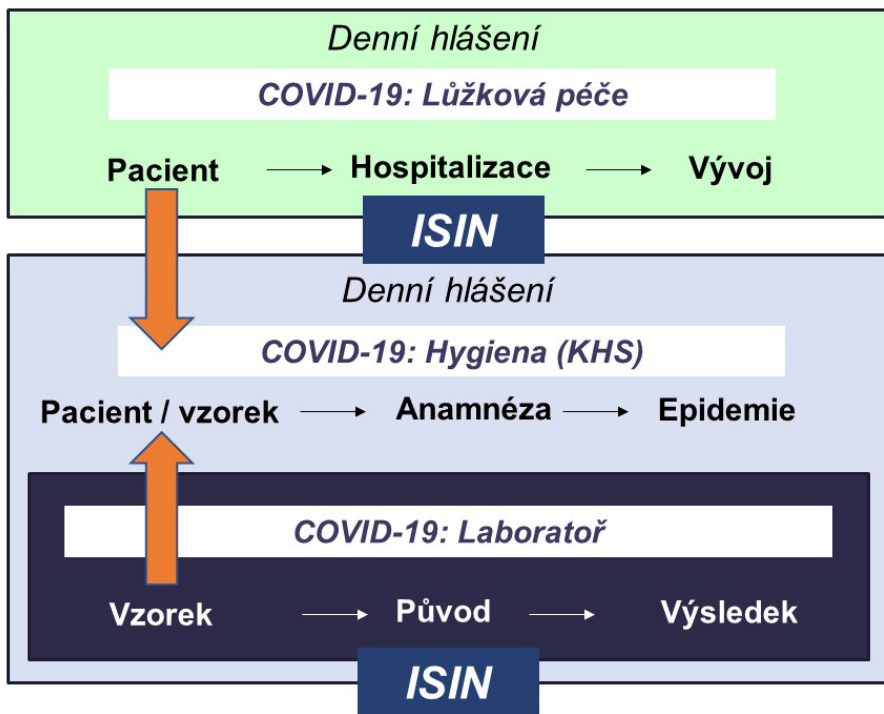 Denní hlášení
COVID-19: Lůžková péče
Pacient Hospitalizace Vývoj
ISIN
Denní hlášení
COVID-19: Hygiena (KHS)
Pacient / vzorek Anamnéza Epidemie
COVID-19: Laboratoř
Vzorek Původ Výsledek
ISIN